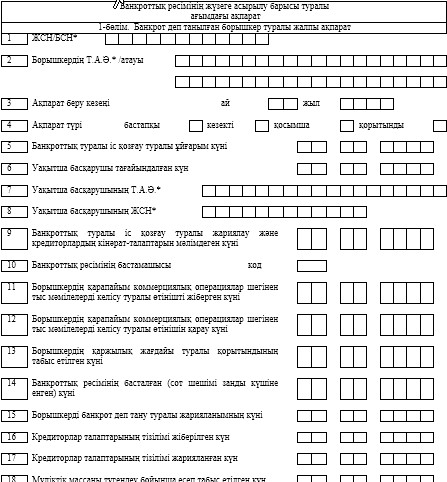 Банкроттық рәсімінің жүзеге асырылу барысы туралы
ағымдағы ақпарат
1-бөлім. Банкрот деп танылған борышкер туралы жалпы ақпарат
1 ЖСН/БСН*
2 Борышкердің Т.А.Ә.* /атауы
3 Ақпарат беру кезеңі ай жыл
4 Ақпарат түрі бастапқы кезекті қосымша қорытынды
5 Банкроттық туралы іс қозғау туралы ұйғарым күні
6 Уақытша басқарушы тағайындалған күн
7 Уақытша басқарушының Т.А.Ә.*
8 Уақытша басқарушының ЖСН*
9 Банкроттық туралы іс қозғау туралы жариялау және
кредиторлардың кінәрат-талаптарын мәлімдеген күні
10 Банкроттық рәсімінің бастамашысы код
11 Борышкердің қарапайым коммерциялық операциялар шегінен
тыс мәмілелерді келісу туралы өтінішті жіберген күні
12 Борышкердің қарапайым коммерциялық операциялар шегінен
тыс мәмілелерді келісу туралы өтінішін қарау күні
13 Борышкердің қаржылық жағдайы туралы қорытындының
табыс етілген күні
14 Банкроттық рәсімінің басталған (сот шешімі заңды күшіне
енген) күні
15 Борышкерді банкрот деп тану туралы жарияланымның күні
16 Кредиторлар талаптарының тізілімі жіберілген күн
17 Кредиторлар талаптарының тізілімі жарияланған күн
18 Мүліктік массаны түгендеу бойынша есеп табыс етілген күн